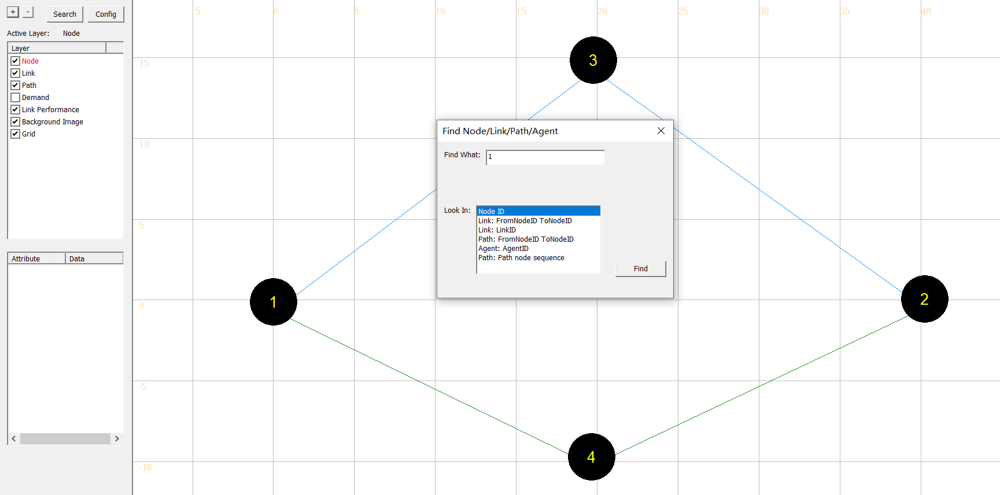 + - Search Config
Active Layer: Node
Layer
Node
Link
Path
Demand
Link Performance
Background Image
Grid
Attribute Data
-5 0 5 10 15 20 25 30 35 40
15
10
5
0
-5
-10
3
1
2
4
Find Node/Link/Path/Agent
Find What: 1
Look In: Node ID
Link: FromNodeID ToNodeID
Link: LinkID
Path: FromNodeID ToNodeID
Agent: AgentID
Path: Path node sequence
Find